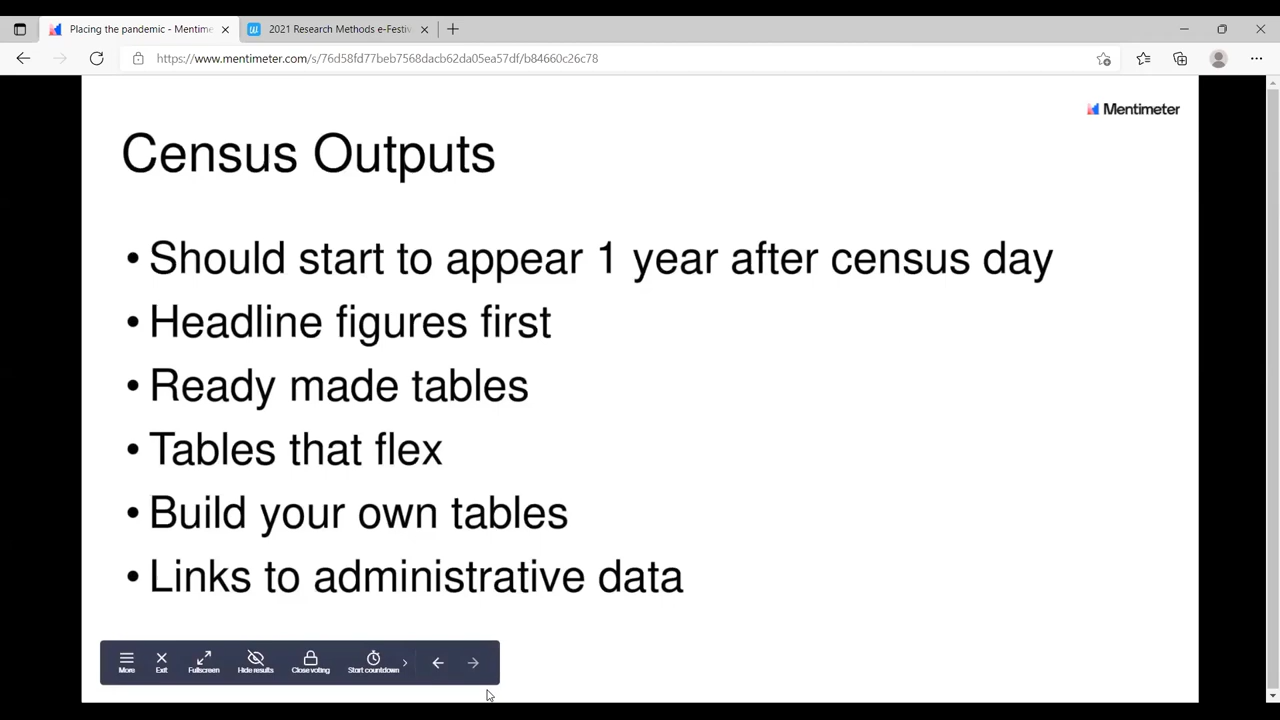 Placing the pandemic - Mentime
2021 Research Methods e-Festiv
https://www.mentimeter.com/s/76d58fd77beb7568dacb62da05ea57df/b84660c26c78
Mentimeter
Census Outputs
• Should start to appear 1 year after census day
• Headline figures first
• Ready made tables
• Tables that flex
• Build your own tables
• Links to administrative data
More Exit Fullscreen Hide results Close voting Start countdown